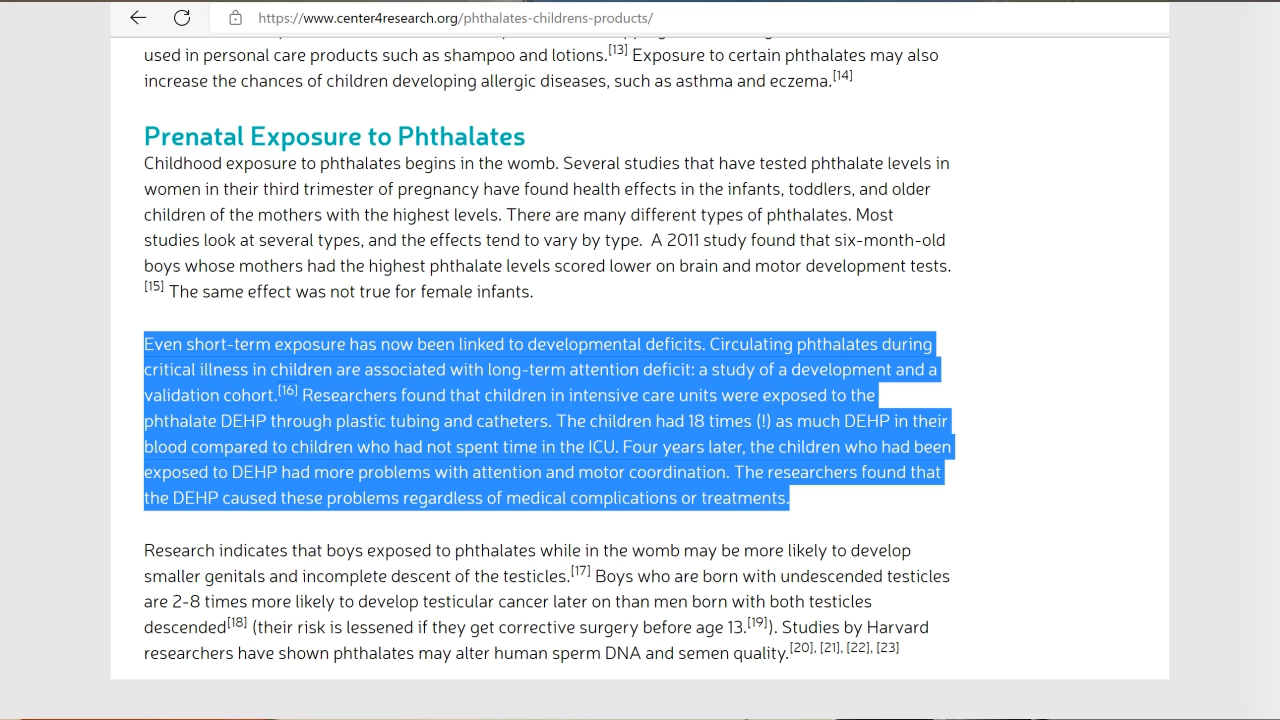 https://www.center4research.org/phthalates-childrens-products/
used in personal care products such as shampoo and lotions.[13] Exposure to certain phthalates may also
increase the chances of children developing allergic diseases, such as asthma and eczema.[14]
Prenatal Exposure to Phthalates
Childhood exposure to phthalates begins in the womb. Several studies that have tested phthalate levels in
women in their third trimester of pregnancy have found health effects in the infants, toddlers, and older
children of the mothers with the highest levels. There are many different types of phthalates. Most
studies look at several types, and the effects tend to vary by type.  A 2011 study found that six-month-old
boys whose mothers had the highest phthalate levels scored lower on brain and motor development tests.
[15] The same effect was not true for female infants.
Even short-term exposure has now been linked to developmental deficits. Circulating phthalates during
critical illness in children are associated with long-term attention deficit: a study of a development and a
validation cohort.[16] Researchers found that children in intensive care units were exposed to the
phthalate DEHP through plastic tubing and catheters. The children had 18 times (!) as much DEHP in their
blood compared to children who had not spent time in the ICU. Four years later, the children who had been
exposed to DEHP had more problems with attention and motor coordination. The researchers found that
the DEHP caused these problems regardless of medical complications or treatments.
Research indicates that boys exposed to phthalates while in the womb may be more likely to develop
smaller genitals and incomplete descent of the testicles.[17] Boys who are born with undescended testicles
are 2-8 times more likely to develop testicular cancer later on than men born with both testicles
descended[18] (their risk is lessened if they get corrective surgery before age 13.[19]). Studies by Harvard
researchers have shown phthalates may alter human sperm DNA and semen quality.[20], [21], [22], [23]